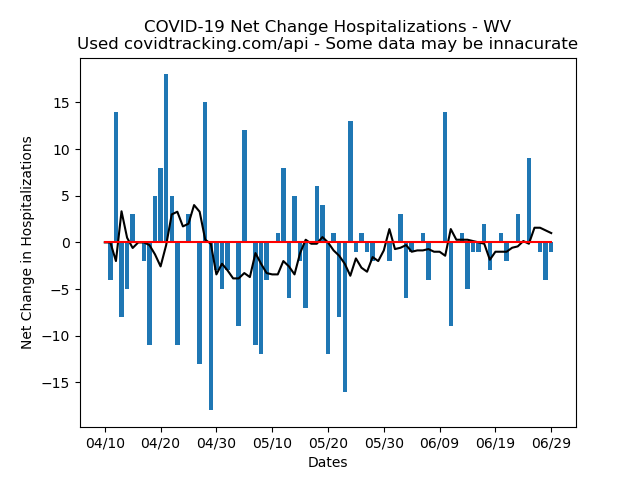 COVID-19 Net Change Hospitalizations - WV
Used covidtracking.com/api - Some data may be innacurate
Net Change in Hospitalizations
15
10
5
0
−5
−10
−15
04/10 04/20 04/30 05/10 05/20 05/30 06/09 06/19 06/29
Dates